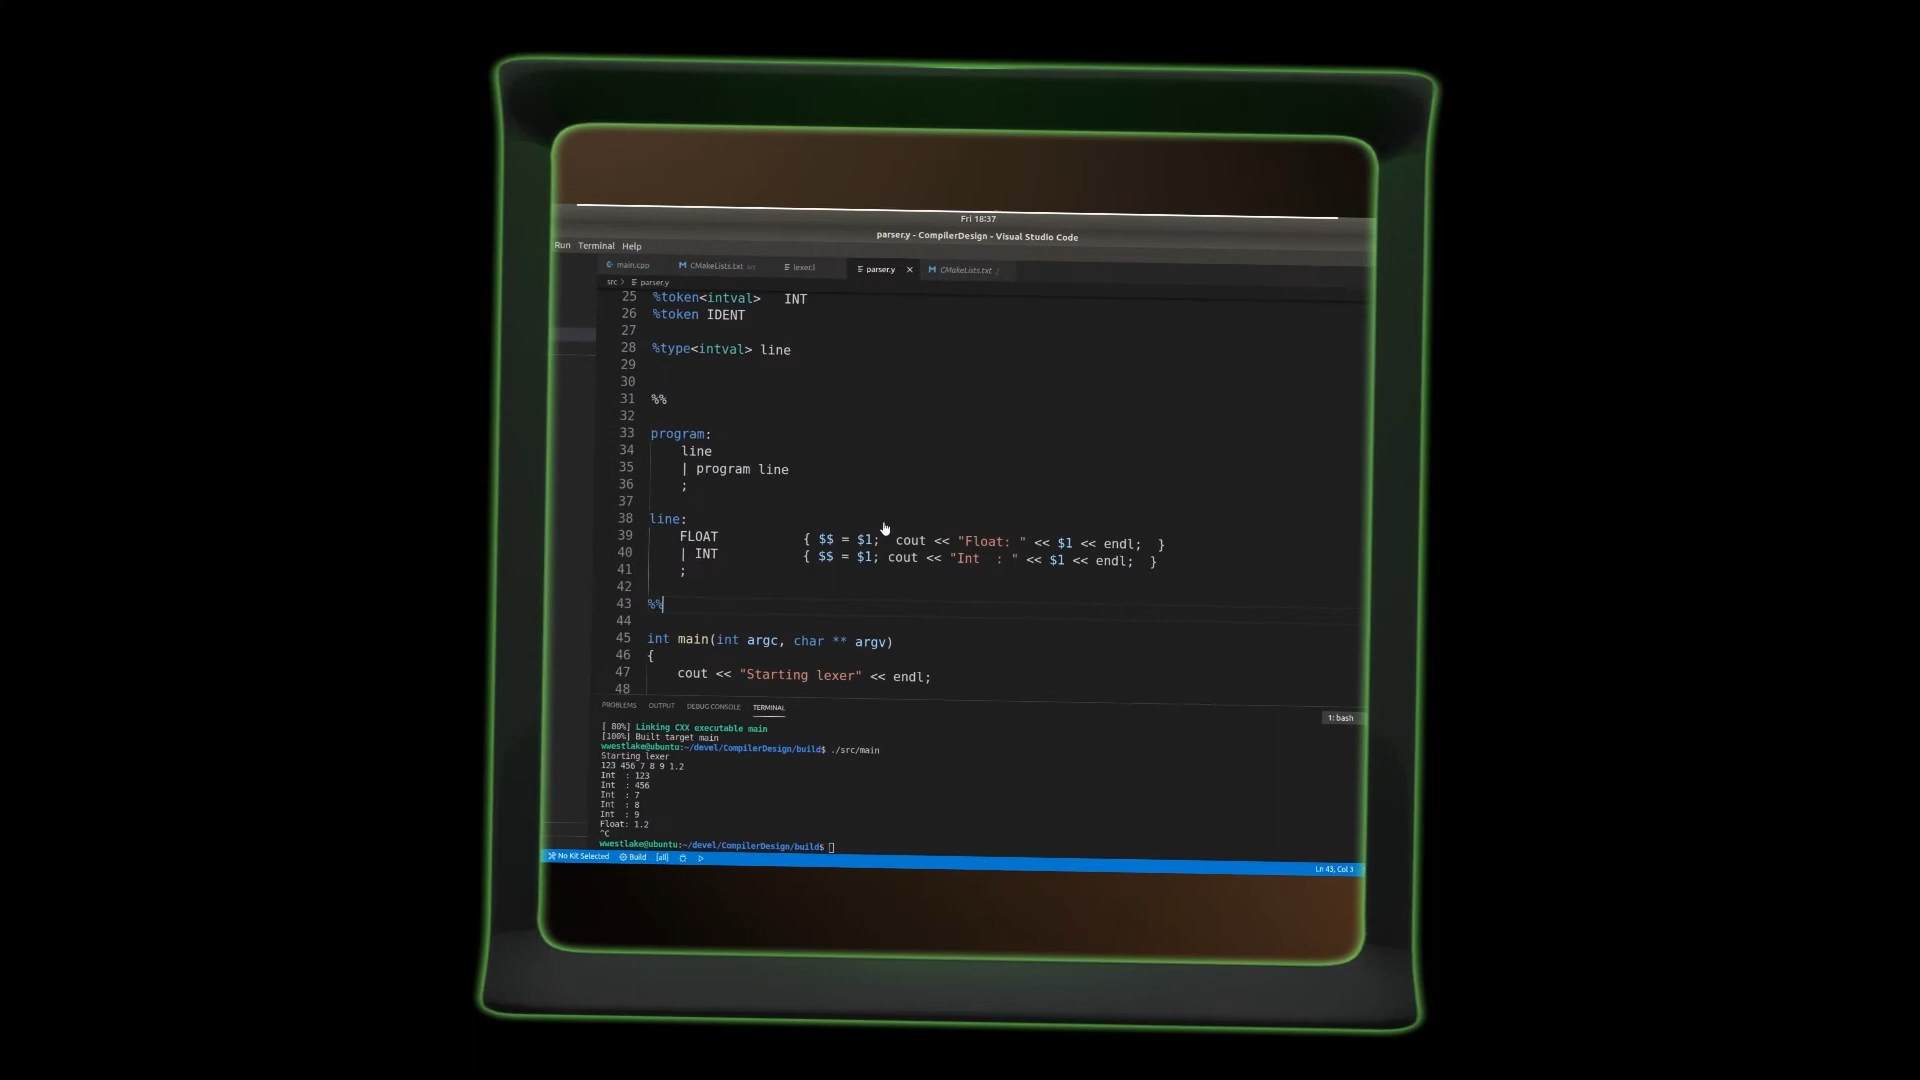 Fri 18:37
parser.y - CompilerDesign - Visual Studio Code
Run Terminal Help
main.cpp CMakeLists.txt src lexer.l parser.y × CMakeLists.txt /
src > parser.y
25 %token<intval> INT
26 %token IDENT
27
28 %type<intval> line
29
30
31 %%
32
33 program:
34 line
35 | program line
36 ;
37
38 line:
39 FLOAT { $$ = $1; cout << "Float: " << $1 << endl; }
40 | INT { $$ = $1; cout << "Int  : " << $1 << endl; }
41 ;
42
43 %%
44
45 int main(int argc, char ** argv)
46 {
47 cout << "Starting lexer" << endl;
48
PROBLEMS OUTPUT DEBUG CONSOLE TERMINAL
1: bash
[ 80%] Linking CXX executable main
[100%] Built target main
wwestlake@ubuntu:~/devel/CompilerDesign/build$ ./src/main
Starting lexer
123 456 7 8 9 1.2
Int  : 123
Int  : 456
Int  : 7
Int  : 8
Int  : 9
Float: 1.2
^C
wwestlake@ubuntu:~/devel/CompilerDesign/build$
No Kit Selected Build [all] Ln 43, Col 3